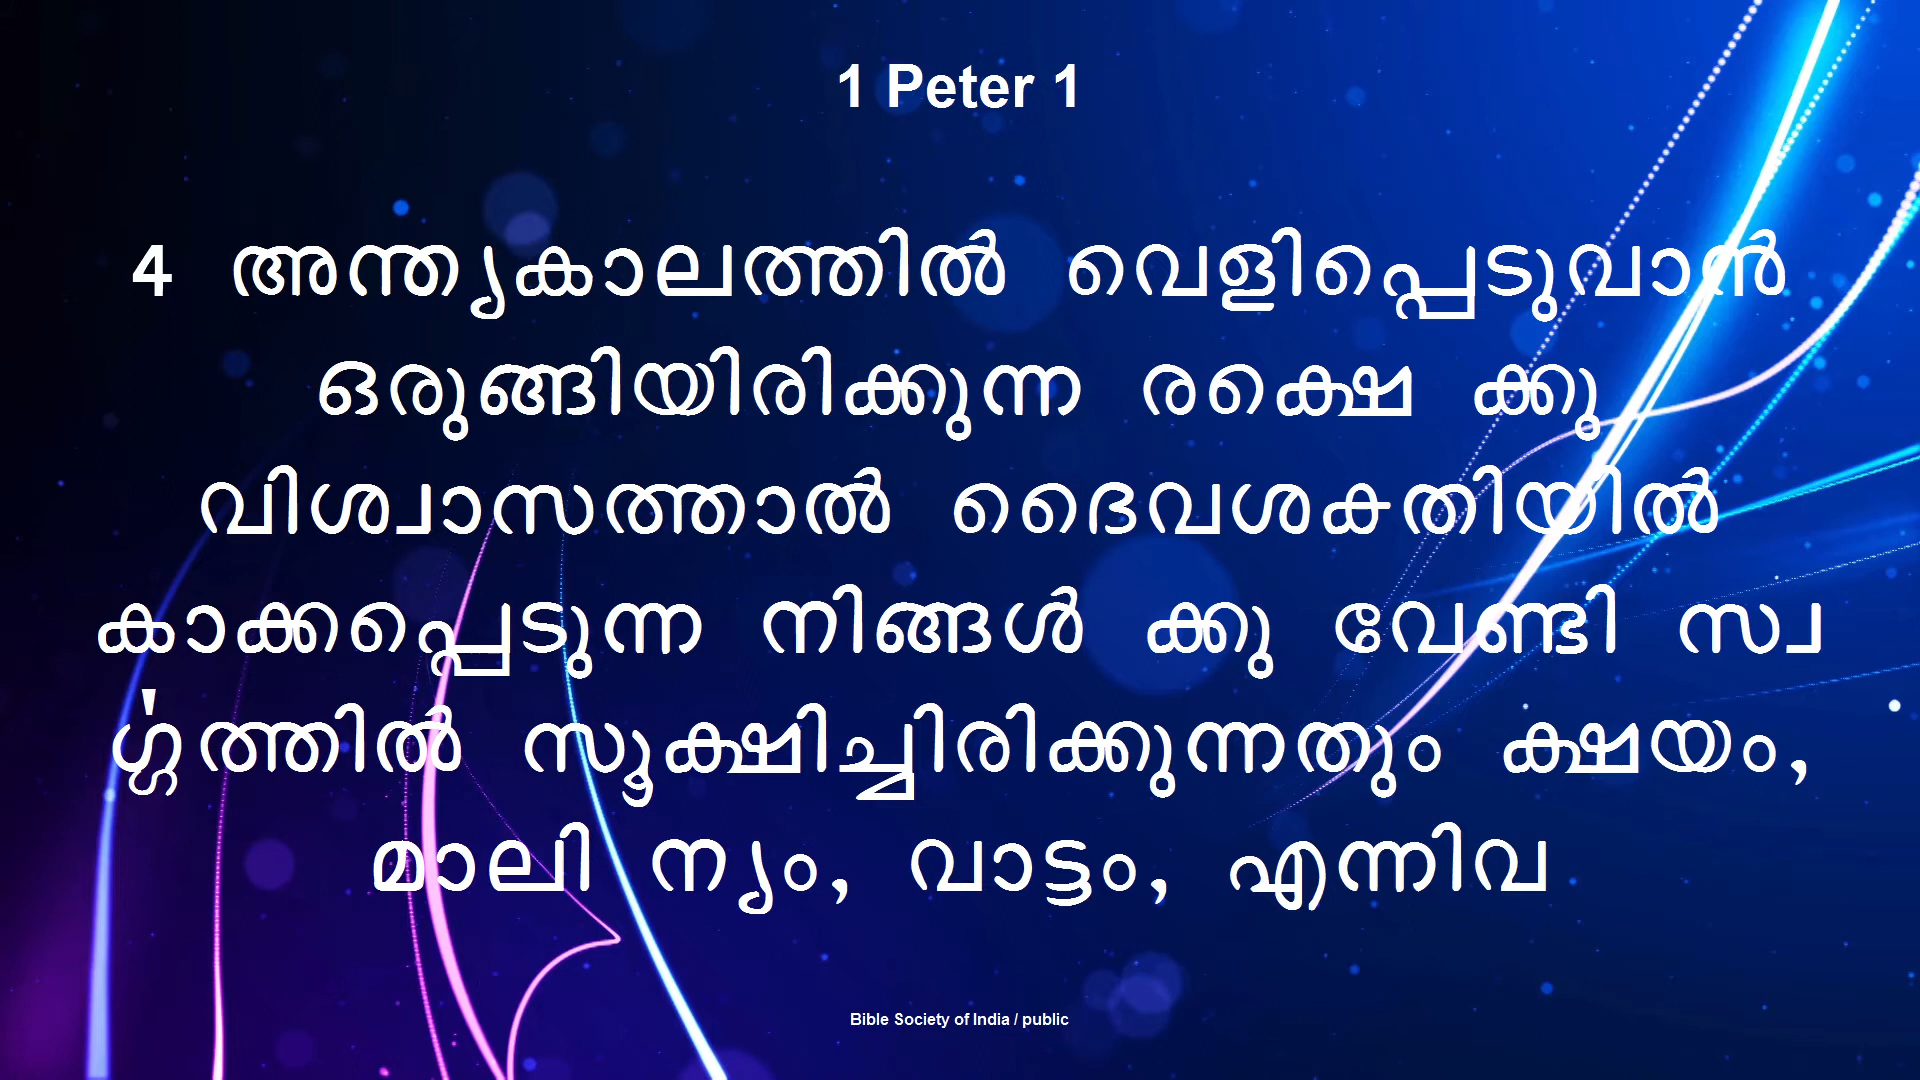 1 Peter 1
4 അന്ത്യകാലത്തിൽ വെളിപ്പെടുവാൻ
ഒരുങ്ങിയിരിക്കുന്ന രക്ഷെ ക്കു
വിശ്വാസത്താൽ ദൈവശക്തിയിൽ
കാക്കപ്പെടുന്ന നിങ്ങൾ ക്കു വേണ്ടി സ്വ
ൎഗ്ഗത്തിൽ സൂക്ഷിച്ചിരിക്കുന്നതും ക്ഷയം,
മാലി ന്യം, വാട്ടം, എന്നിവ
Bible Society of India / public